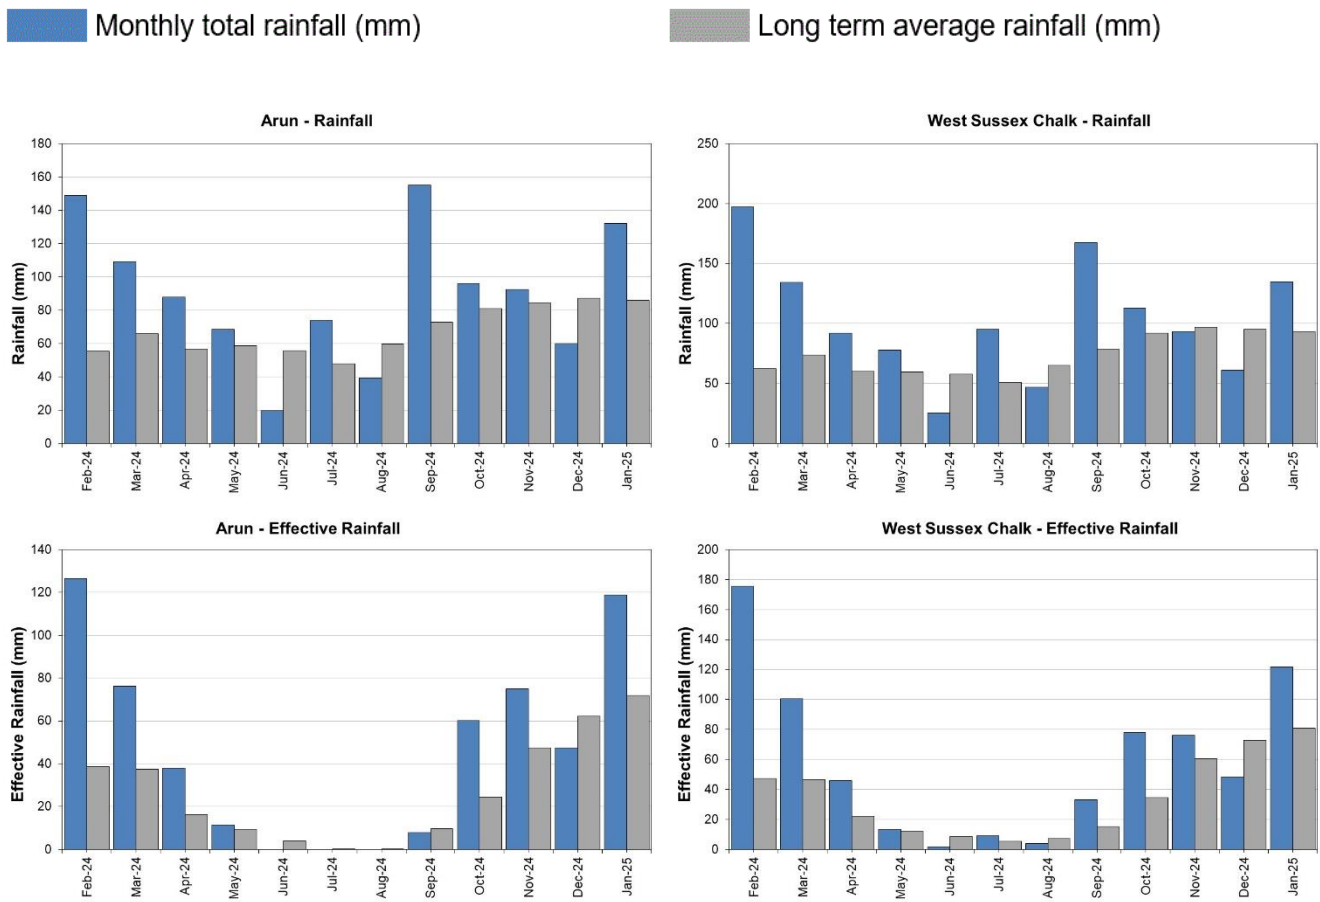 Monthly total rainfall (mm) Long term average rainfall (mm)
Arun - Rainfall
Rainfall (mm)
180
160
140
120
100
80
60
40
20
0
Feb-24 Mar-24 Apr-24 May-24 Jun-24 Jul-24 Aug-24 Sep-24 Oct-24 Nov-24 Dec-24 Jan-25
West Sussex Chalk - Rainfall
Rainfall (mm)
250
200
150
100
50
0
Feb-24 Mar-24 Apr-24 May-24 Jun-24 Jul-24 Aug-24 Sep-24 Oct-24 Nov-24 Dec-24 Jan-25
Arun - Effective Rainfall
Effective Rainfall (mm)
140
120
100
80
60
40
20
0
Feb-24 Mar-24 Apr-24 May-24 Jun-24 Jul-24 Aug-24 Sep-24 Oct-24 Nov-24 Dec-24 Jan-25
West Sussex Chalk - Effective Rainfall
Effective Rainfall (mm)
200
180
160
140
120
100
80
60
40
20
0
Feb-24 Mar-24 Apr-24 May-24 Jun-24 Jul-24 Aug-24 Sep-24 Oct-24 Nov-24 Dec-24 Jan-25